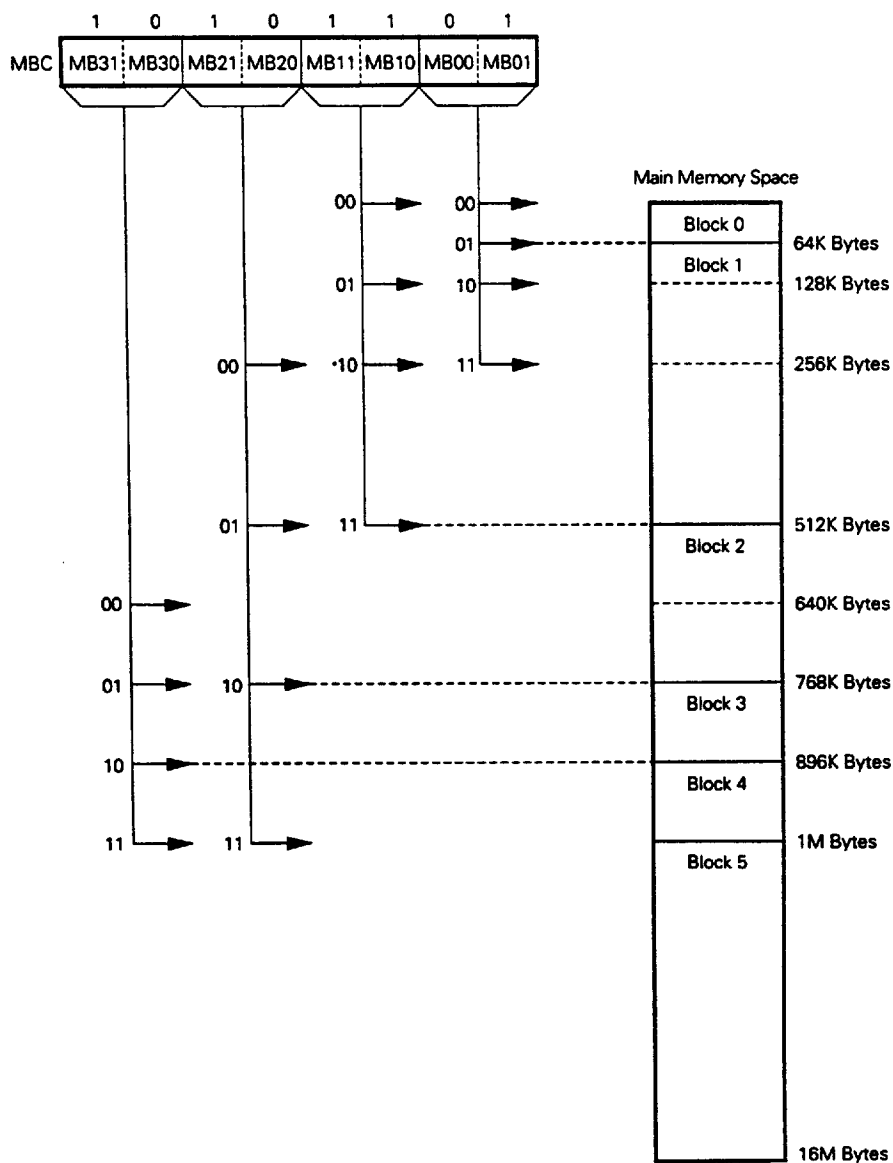 1 0 1 0 1 1 0 1
MBC MB31 MB30 MB21 MB20 MB11 MB10 MB00 MB01
Main Memory Space
00 00
Block 0
01 64K Bytes
Block 1
01 10 128K Bytes
00 10 11 256K Bytes
01 11 512K Bytes
Block 2
00 640K Bytes
01 10 768K Bytes
Block 3
10 896K Bytes
Block 4
11 11 1M Bytes
Block 5
16M Bytes